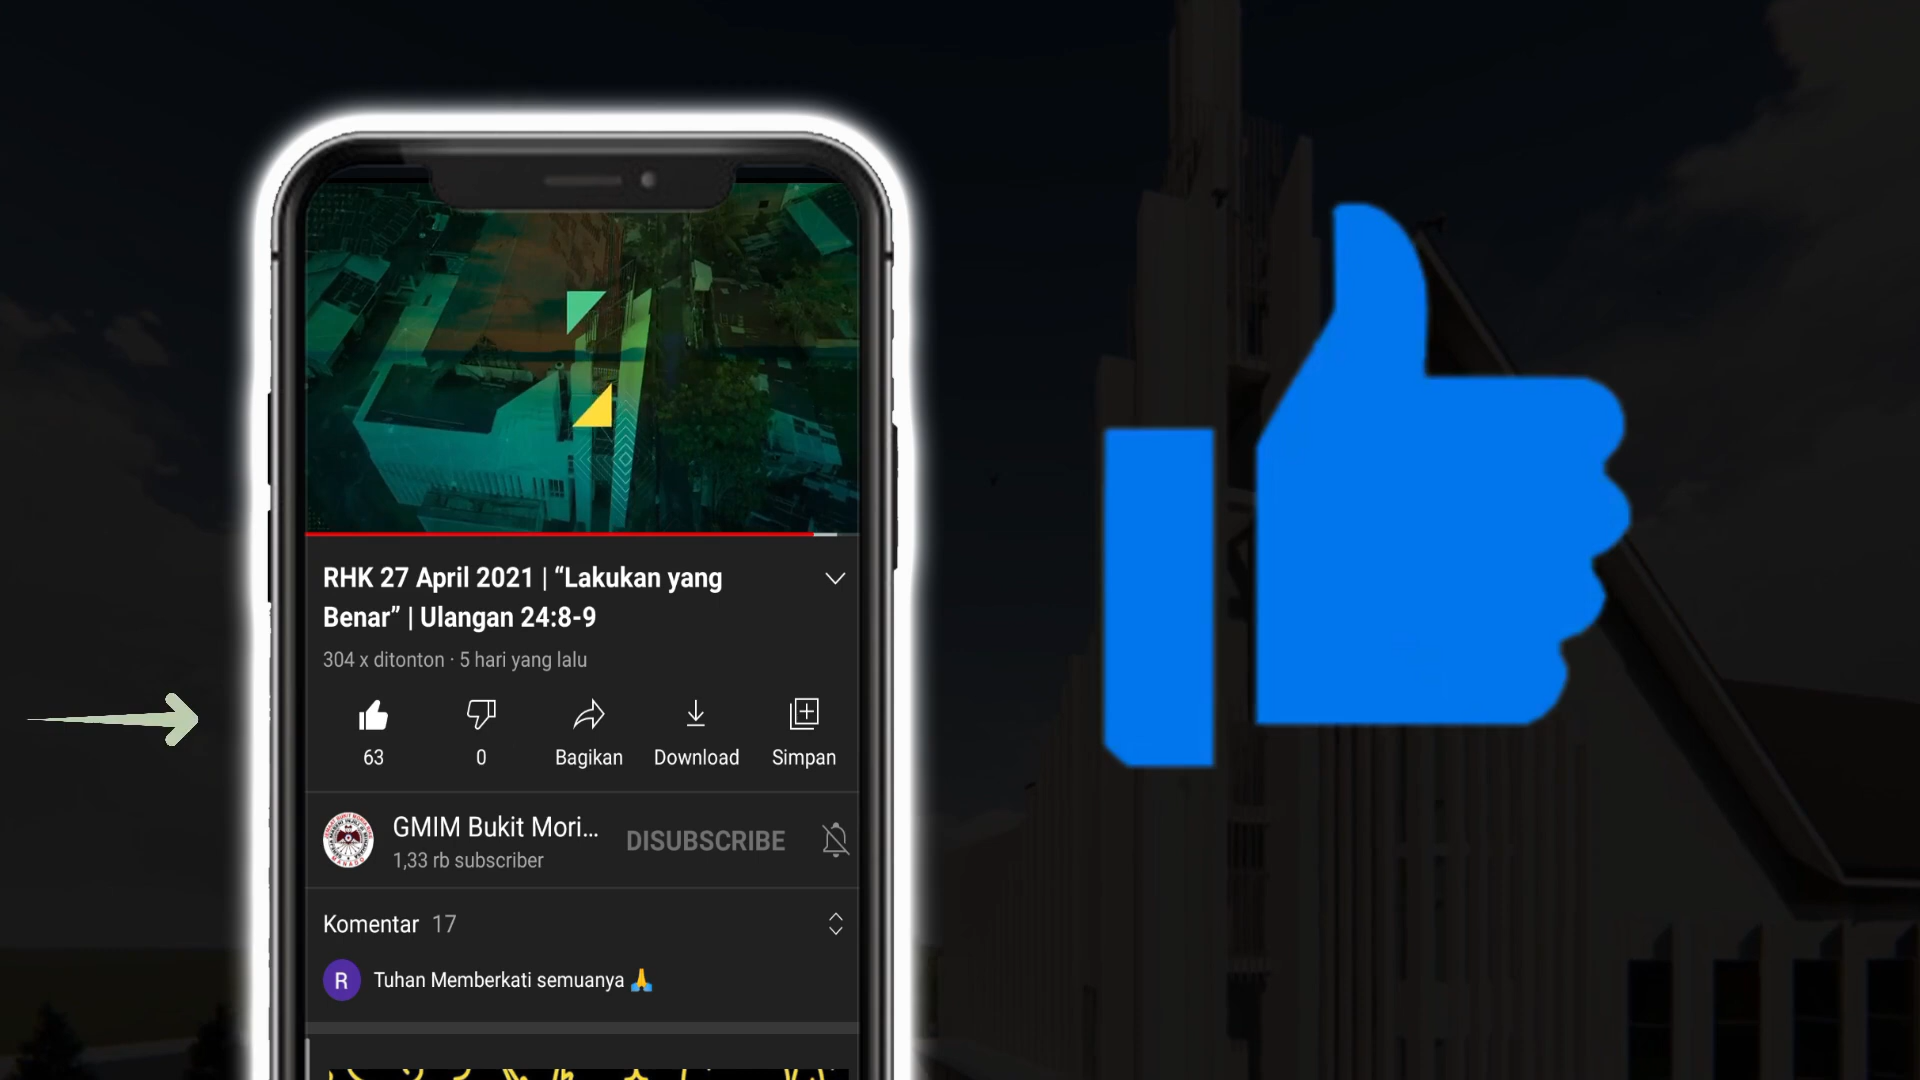 RHK 27 April 2021 | “Lakukan yang
Benar” | Ulangan 24:8-9
304 x ditonton · 5 hari yang lalu
63
0
Bagikan
Download
Simpan
GMIM Bukit Mori...
DISUBSCRIBE
1,33 rb subscriber
Komentar 17
R
Tuhan Memberkati semuanya 🙏